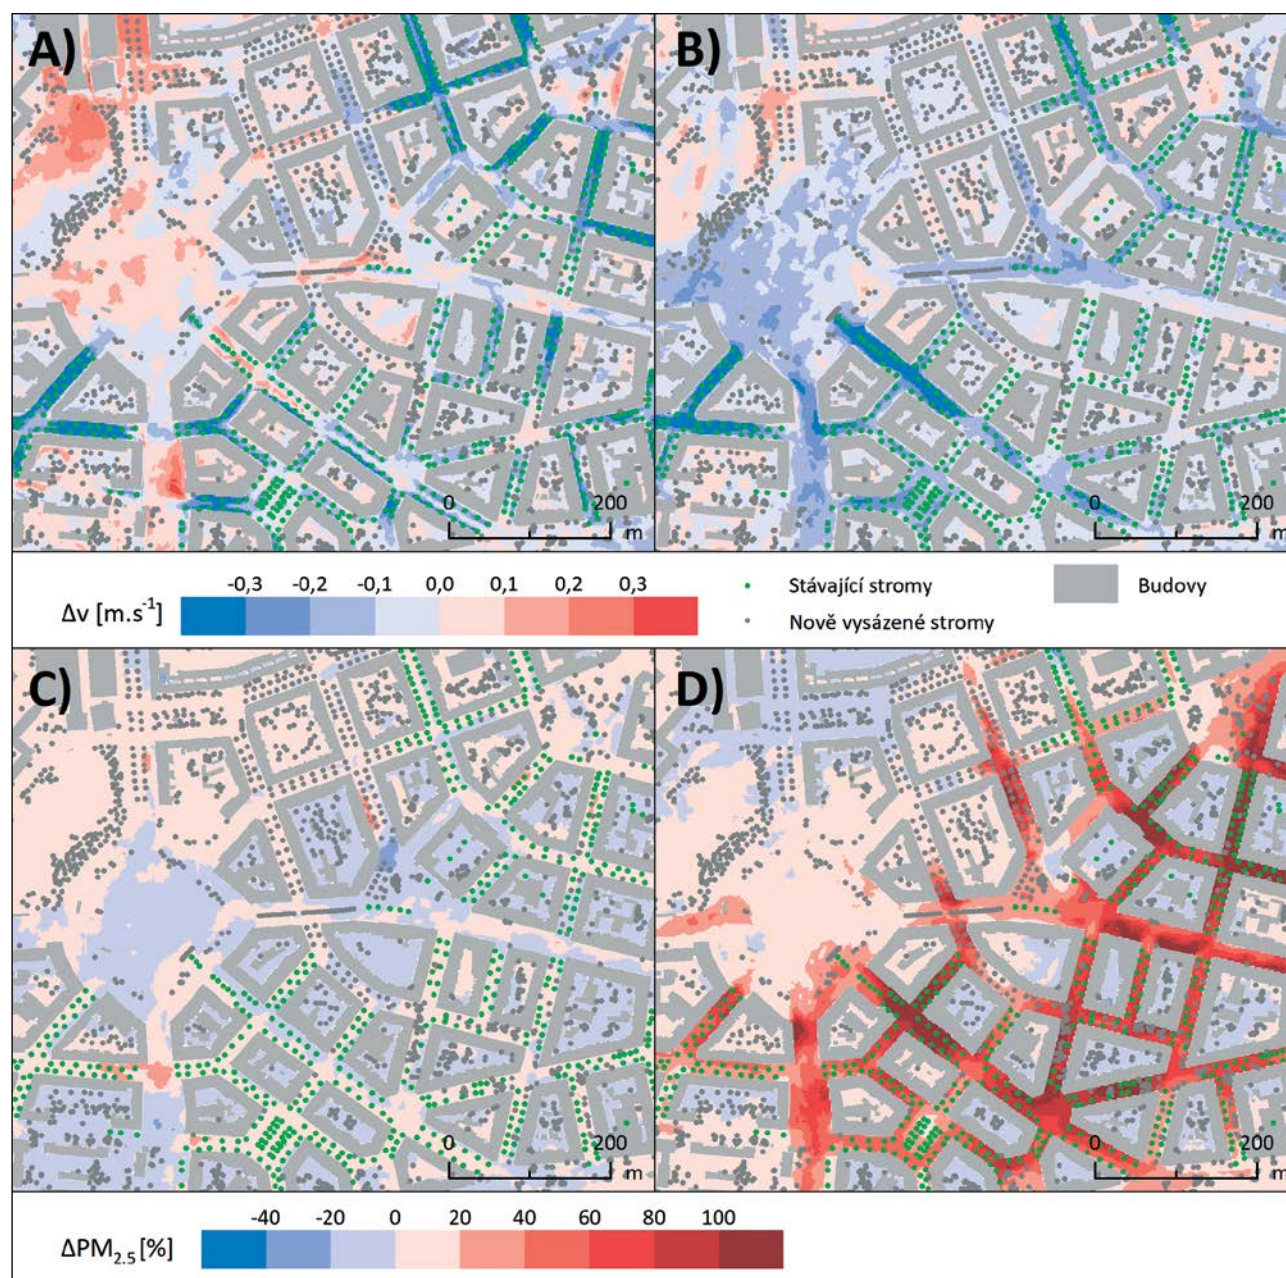 A)
B)
0
200
m
0
200
m
-0,3 -0,2 -0,1 0,0 0,1 0,2 0,3
Δv [m.s⁻¹]
Stávající stromy
Nově vysázené stromy
Budovy
C)
D)
0
200
m
0
200
m
-40 -20 0 20 40 60 80 100
ΔPM₂.₅ [%]